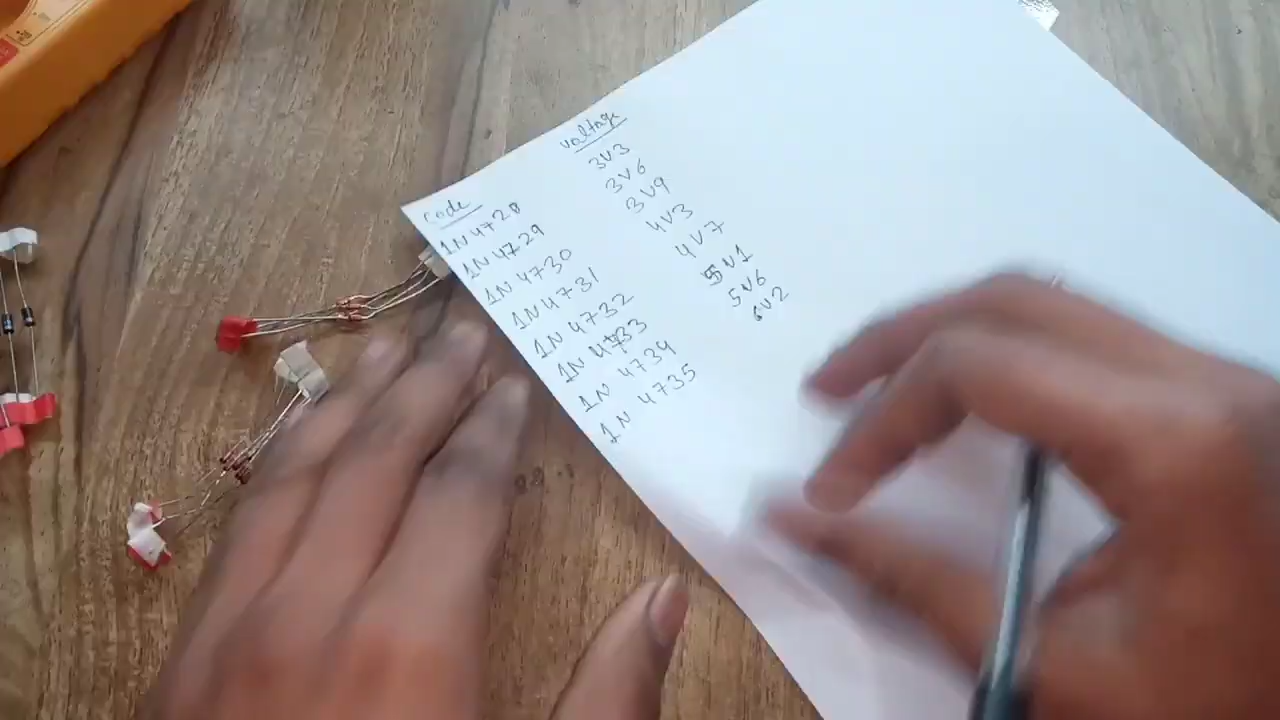 Code Voltage
1N4728 3V3
1N4729 3V6
1N4730 3V9
1N4731 4V3
1N4732 4V7
1N4733 5V1
1N4734 5V6
1N4735 6V2